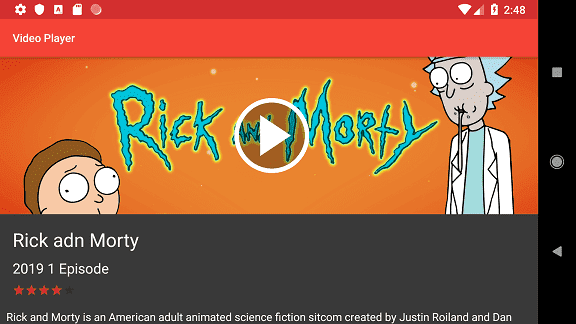 2:48
Video Player
Rick and Morty
Rick adn Morty
2019 1 Episode
Rick and Morty is an American adult animated science fiction sitcom created by Justin Roiland and Dan